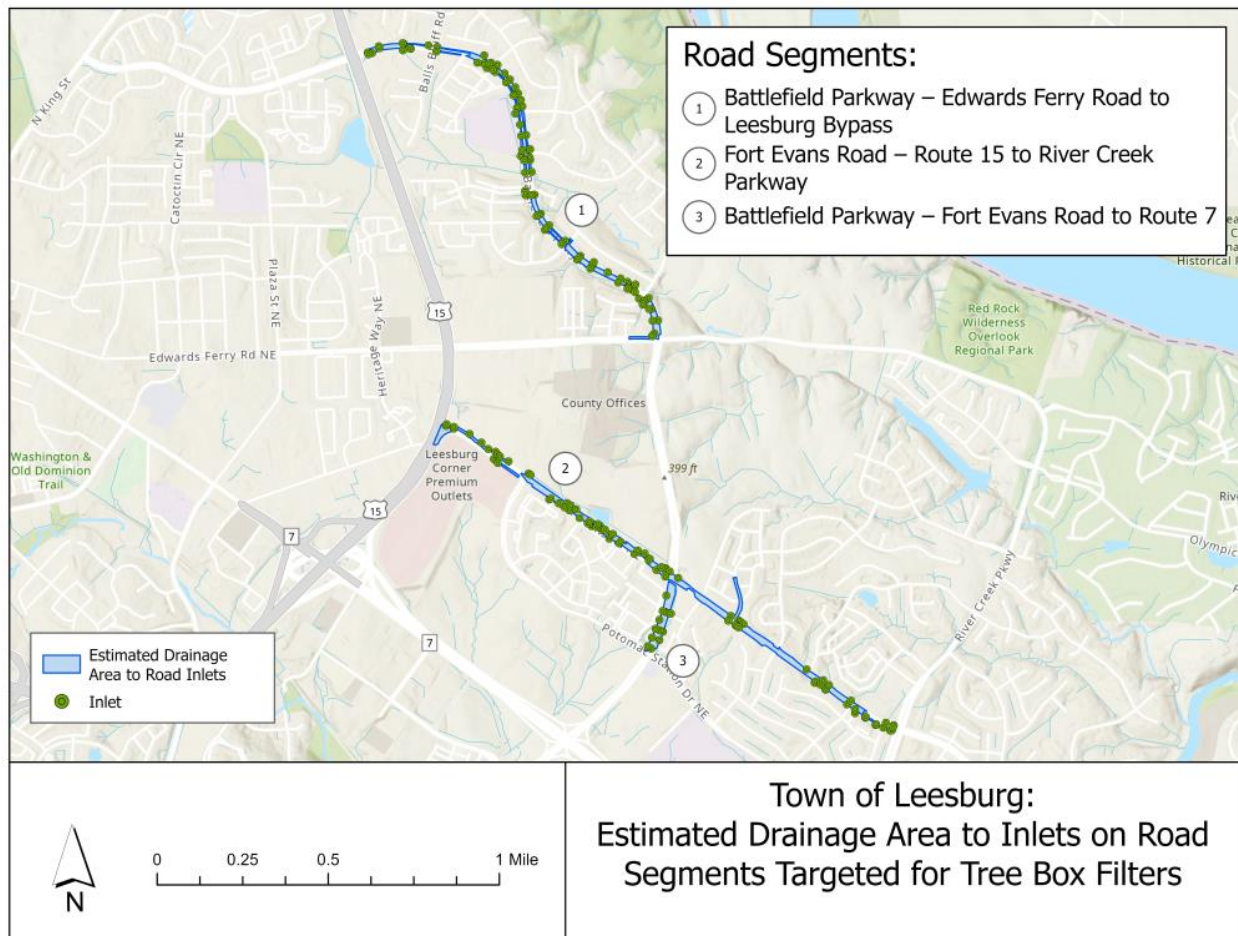 Road Segments:
1 Battlefield Parkway – Edwards Ferry Road to
Leesburg Bypass
2 Fort Evans Road – Route 15 to River Creek
Parkway
3 Battlefield Parkway – Fort Evans Road to Route 7
N King St
Catoctin Cir NE
Balls Bluff Rd
Plaza St NE
Heritage Way NE
15
1
Edwards Ferry Rd NE
County Offices
Red Rock
Wilderness
Overlook
Regional Park
Historical
Washington &
Old Dominion
Trail
Leesburg
Corner
Premium
Outlets
2
399 ft
15
7
7
Potomac Station Dr NE
3
River Creek Pkwy
Estimated Drainage
Area to Road Inlets
Inlet
N
0 0.25 0.5 1 Mile
Town of Leesburg:
Estimated Drainage Area to Inlets on Road
Segments Targeted for Tree Box Filters